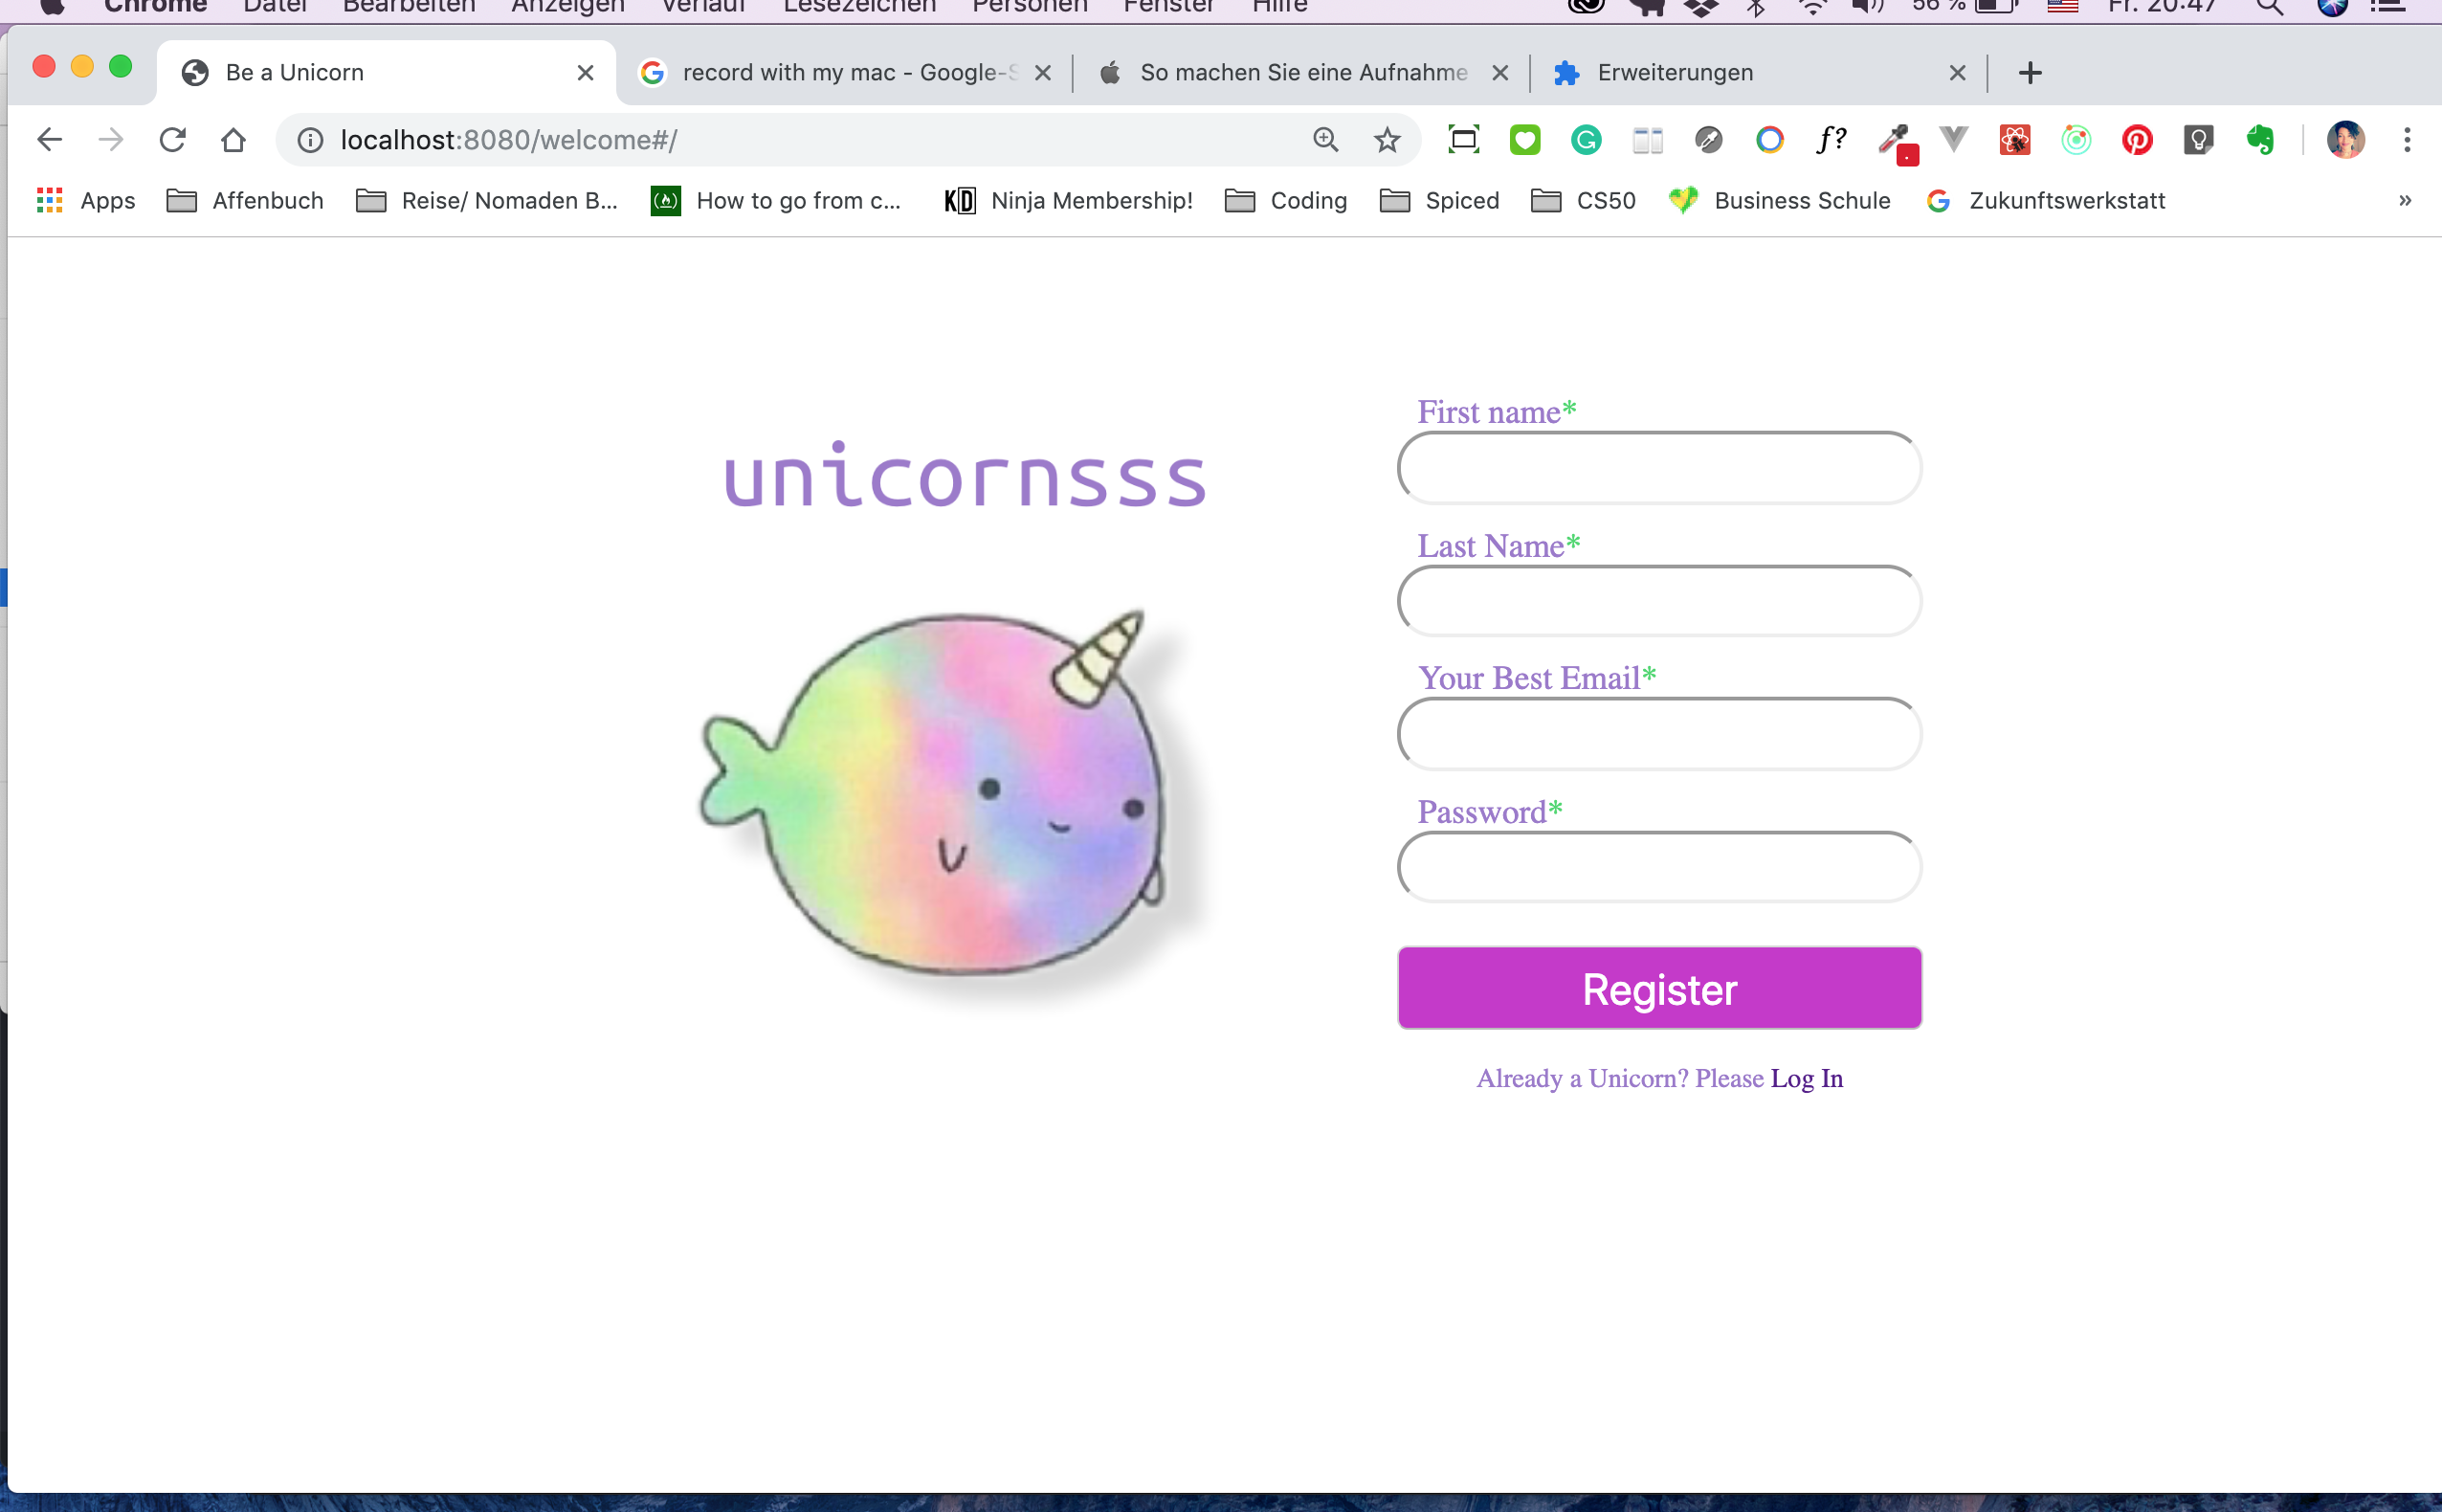 Chrome Datei Bearbeiten Anzeigen Verlauf Lesezeichen Personen Fenster Hilfe 56 % Fr. 20:47
Be a Unicorn
record with my mac - Google-S
So machen Sie eine Aufnahme
Erweiterungen
localhost:8080/welcome#/
f?
Apps Affenbuch Reise/ Nomaden B... How to go from c... KD Ninja Membership! Coding Spiced CS50 Business Schule Zukunftswerkstatt »
unicornsss
First name*
Last Name*
Your Best Email*
Password*
Register
Already a Unicorn? Please Log In